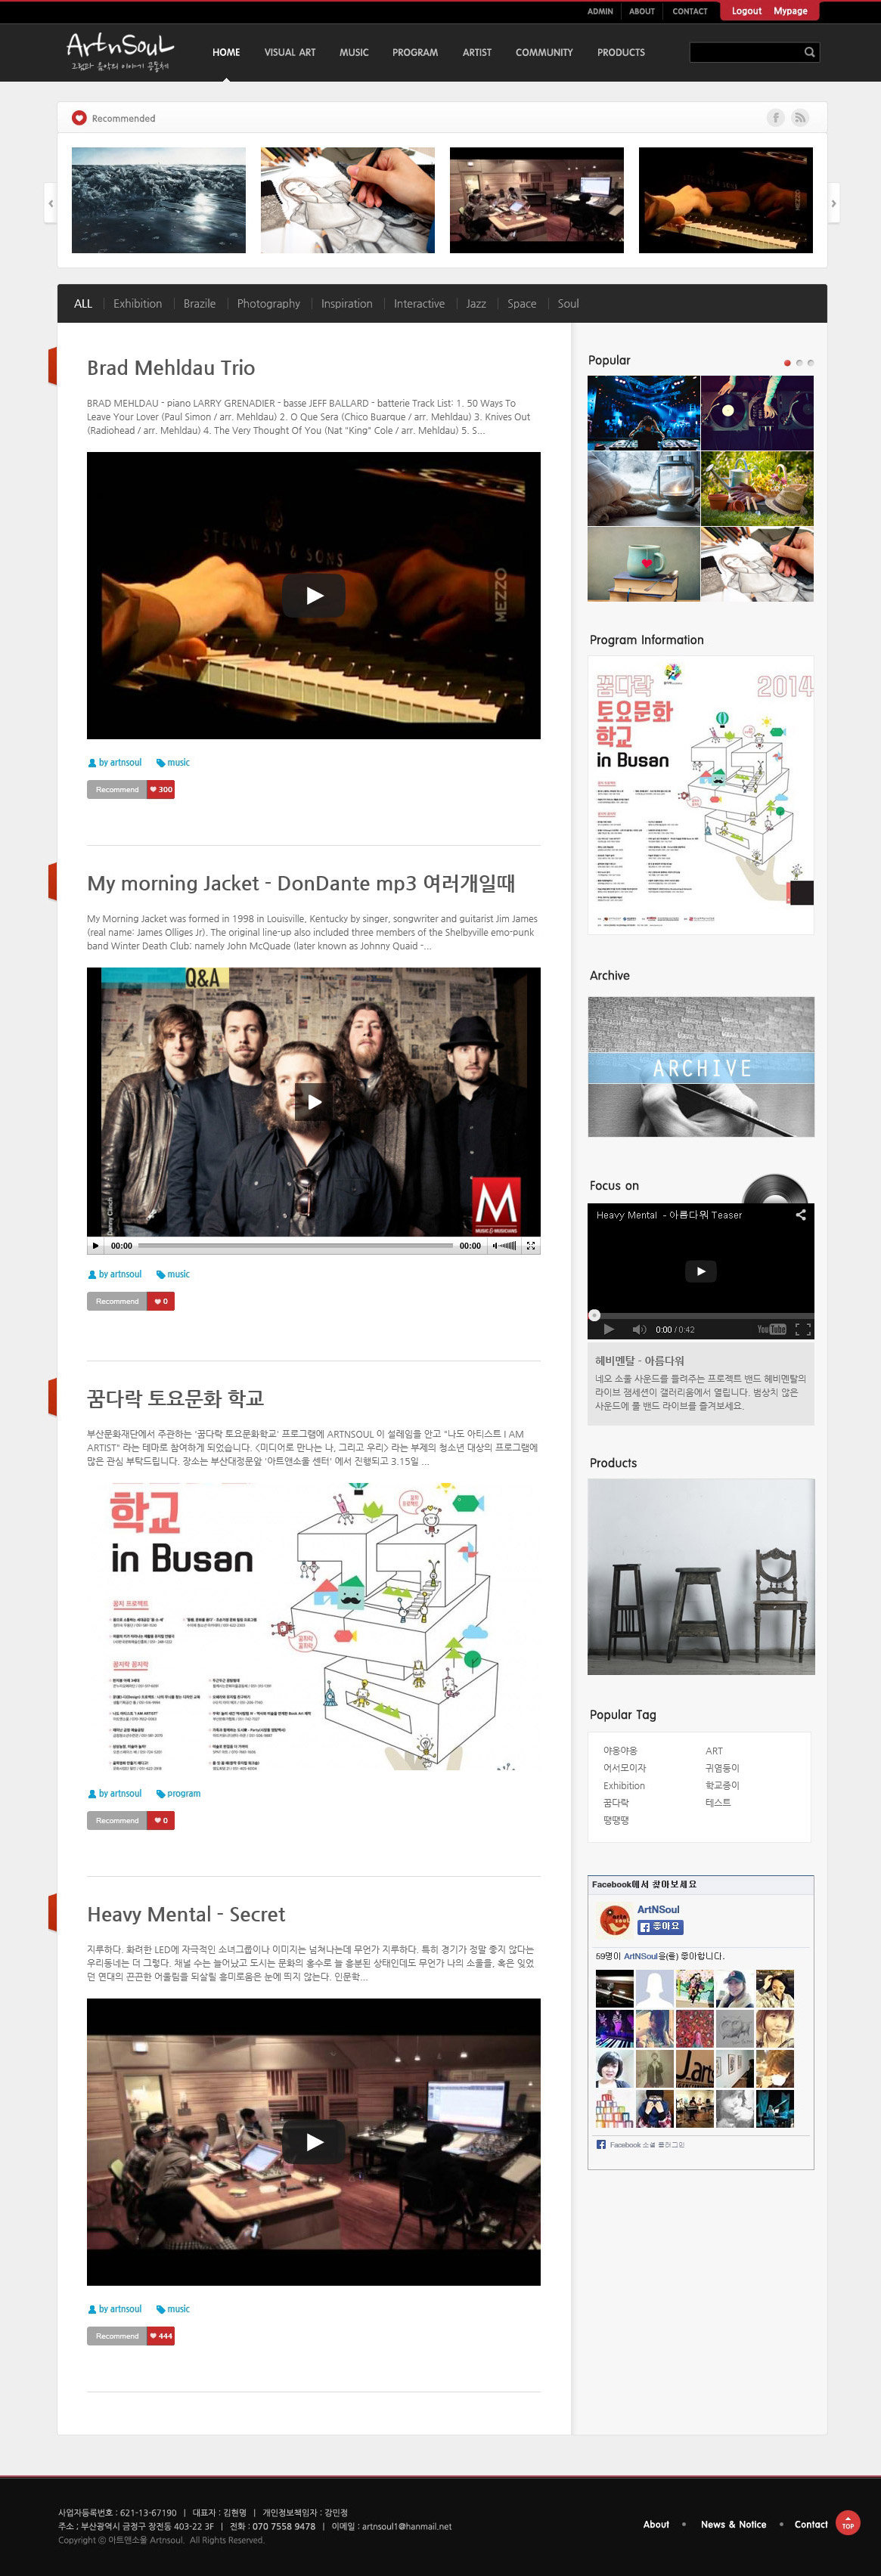 ADMIN ABOUT CONTACT Logout Mypage
ArtnSouL
그림과 음악의 이야기 공동체
HOME VISUAL ART MUSIC PROGRAM ARTIST COMMUNITY PRODUCTS
Recommended
MEZZO
ALL Exhibition Brazile Photography Inspiration Interactive Jazz Space Soul
Brad Mehldau Trio
BRAD MEHLDAU - piano LARRY GRENADIER - basse JEFF BALLARD - batterie Track List: 1. 50 Ways To
Leave Your Lover (Paul Simon / arr. Mehldau) 2. O Que Sera (Chico Buarque / arr. Mehldau) 3. Knives Out
(Radiohead / arr. Mehldau) 4. The Very Thought Of You (Nat "King" Cole / arr. Mehldau) 5. S...
STEINWAY & SONS
MEZZO
by artnsoul music
Recommend 300
My morning Jacket - DonDante mp3 여러개일때
My Morning Jacket was formed in 1998 in Louisville, Kentucky by singer, songwriter and guitarist Jim James
(real name: James Olliges Jr). The original line-up also included three members of the Shelbyville emo-punk
band Winter Death Club: namely John McQuade (later known as Johnny Quaid -...
Q&A
Danny Clinch
M
MUSIC & MUSICIANS
00:00 00:00
by artnsoul music
Recommend 0
꿈다락 토요문화 학교
부산문화재단에서 주관하는 '꿈다락 토요문화학교' 프로그램에 ARTNSOUL 이 설레임을 안고 "나도 아티스트 I AM
ARTIST" 라는 테마로 참여하게 되었습니다. <미디어로 만나는 나, 그리고 우리> 라는 부제의 청소년 대상의 프로그램에
많은 관심 부탁드립니다. 장소는 부산대정문앞 '아트앤소울 센터' 에서 진행되고 3.15일 ...
학교
in Busan
by artnsoul program
Recommend 0
Heavy Mental - Secret
지루하다. 화려한 LED에 자극적인 소녀그룹이나 이미지는 넘쳐나는데 무언가 지루하다. 특히 경기가 정말 좋지 않다는
우리동네는 더 그렇다. 채널 수는 늘어났고 도시는 문화의 홍수로 늘 흥분된 상태인데도 무언가 나의 소울을, 혹은 잊었
던 연대의 끈끈한 어울림을 되살릴 흥미로움은 눈에 띄지 않는다. 인문학...
by artnsoul music
Recommend 444
Popular
Program Information
꿈다락 2014
토요문화
학교
in Busan
Archive
ARCHIVE
Focus on
Heavy Mental - 아름다워 Teaser
0:00 / 0:42 YouTube
헤비멘탈 - 아름다워
네오 소울 사운드를 들려주는 프로젝트 밴드 헤비멘탈의
라이브 잼세션이 갤러리움에서 열립니다. 범상치 않은
사운드에 풀 밴드 라이브를 즐겨보세요.
Products
Popular Tag
야옹야옹 ART
어서모이자 귀염둥이
Exhibition 학교종이
꿈다락 테스트
땡땡땡
Facebook에서 찾아보세요
ArtNSoul
좋아요
59명이 ArtNSoul을(를) 좋아합니다.
J.art
Facebook 소셜 플러그인
사업자등록번호 : 621-13-67190 | 대표자 : 김현명 | 개인정보책임자 : 강민정
주소 ; 부산광역시 금정구 장전동 403-22 3F | 전화 : 070 7558 9478 | 이메일 : artnsoul1@hanmail.net
Copyright ⓒ 아트앤소울 Artnsoul. All Rights Reserved.
About News & Notice Contact TOP